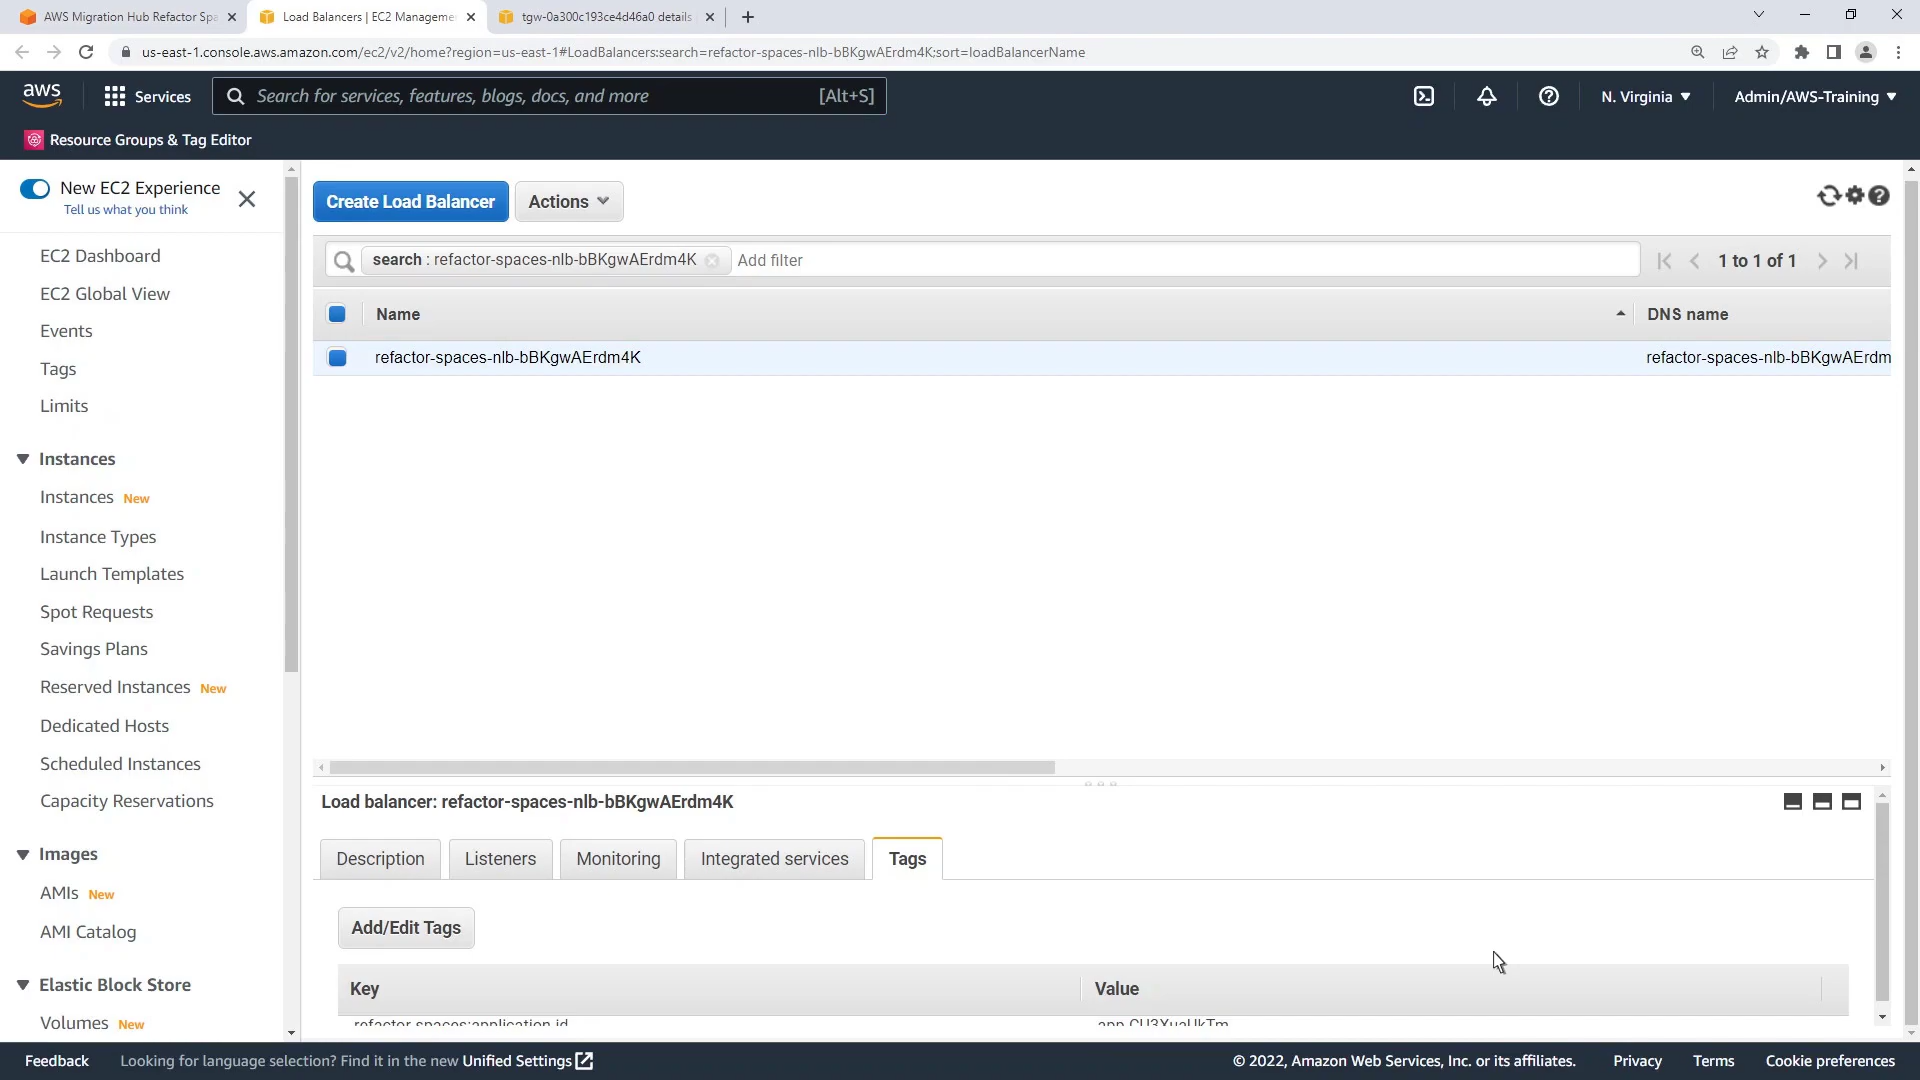 AWS Migration Hub Refactor Spa
Load Balancers | EC2 Manageme
tgw-0a300c193ce4d46a0 details
us-east-1.console.aws.amazon.com/ec2/v2/home?region=us-east-1#LoadBalancers:search=refactor-spaces-nlb-bBKgwAErdm4K;sort=loadBalancerName
aws
Services
Search for services, features, blogs, docs, and more
[Alt+S]
N. Virginia
Admin/AWS-Training
Resource Groups & Tag Editor
New EC2 Experience
Tell us what you think
EC2 Dashboard
EC2 Global View
Events
Tags
Limits
Instances
Instances New
Instance Types
Launch Templates
Spot Requests
Savings Plans
Reserved Instances New
Dedicated Hosts
Scheduled Instances
Capacity Reservations
Images
AMIs New
AMI Catalog
Elastic Block Store
Volumes New
Create Load Balancer
Actions
search : refactor-spaces-nlb-bBKgwAErdm4K
Add filter
1 to 1 of 1
Name
DNS name
refactor-spaces-nlb-bBKgwAErdm4K
refactor-spaces-nlb-bBKgwAErdm
Load balancer: refactor-spaces-nlb-bBKgwAErdm4K
Description
Listeners
Monitoring
Integrated services
Tags
Add/Edit Tags
Key
Value
refactor-spaces:application-id
Feedback
Looking for language selection? Find it in the new Unified Settings
© 2022, Amazon Web Services, Inc. or its affiliates.
Privacy
Terms
Cookie preferences